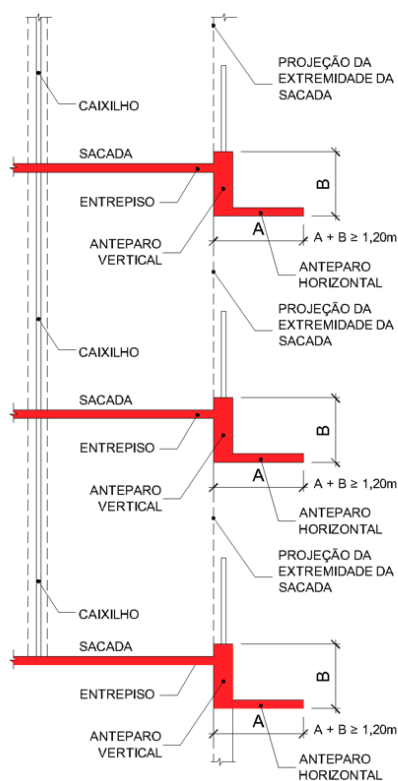 PROJEÇÃO DA
EXTREMIDADE DA
SACADA
CAIXILHO
SACADA
ENTREPISO
B
ANTEPARO
VERTICAL
A
A + B ≥ 1,20m
ANTEPARO
HORIZONTAL
PROJEÇÃO DA
EXTREMIDADE DA
SACADA
CAIXILHO
SACADA
ENTREPISO
B
ANTEPARO
VERTICAL
A
A + B ≥ 1,20m
ANTEPARO
HORIZONTAL
PROJEÇÃO DA
EXTREMIDADE DA
SACADA
CAIXILHO
SACADA
ENTREPISO
B
ANTEPARO
VERTICAL
A
A + B ≥ 1,20m
ANTEPARO
HORIZONTAL